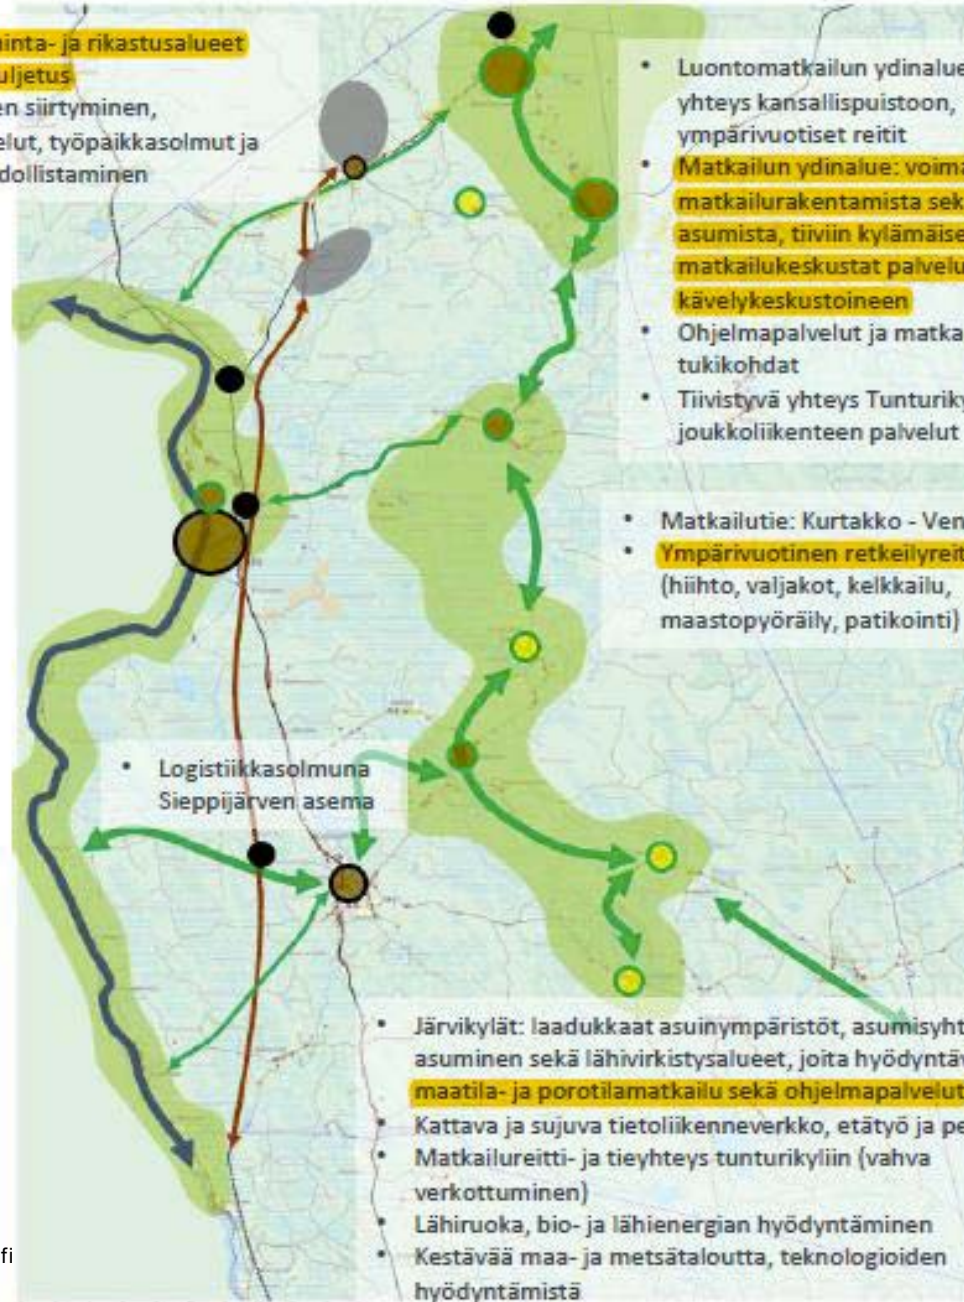 ninta- ja rikastusalueet
uljetus
en siirtyminen,
elut, työpaikkasolmut ja
dollistaminen
• Luontomatkailun ydinalue
yhteys kansallispuistoon,
ympärivuotiset reitit
• Matkailun ydinalue: voima
matkailurakentamista sek
asumista, tiiviin kylämäise
matkailukeskustat palvelu
kävelykeskustoineen
• Ohjelmapalvelut ja matka
tukikohdat
• Tiivistyvä yhteys Tunturiky
joukkoliikenteen palvelut
• Matkailutie: Kurtakko - Ven
• Ympärivuotinen retkeilyreit
(hiihto, valjakot, kelkkailu,
maastopyöräily, patikointi)
• Logistiikkasolmuna
Sieppijärven asema
• Järvikylät: laadukkaat asuinympäristöt, asumisyht
asuminen sekä lähivirkistysalueet, joita hyödyntäv
maatila- ja porotilamatkailu sekä ohjelmapalvelut
• Kattava ja sujuva tietoliikenneverkko, etätyö ja pe
• Matkailureitti- ja tieyhteys tunturikyliin (vahva
verkottuminen)
• Lähiruoka, bio- ja lähienergian hyödyntäminen
• Kestävää maa- ja metsätaloutta, teknologioiden
hyödyntämistä
fi